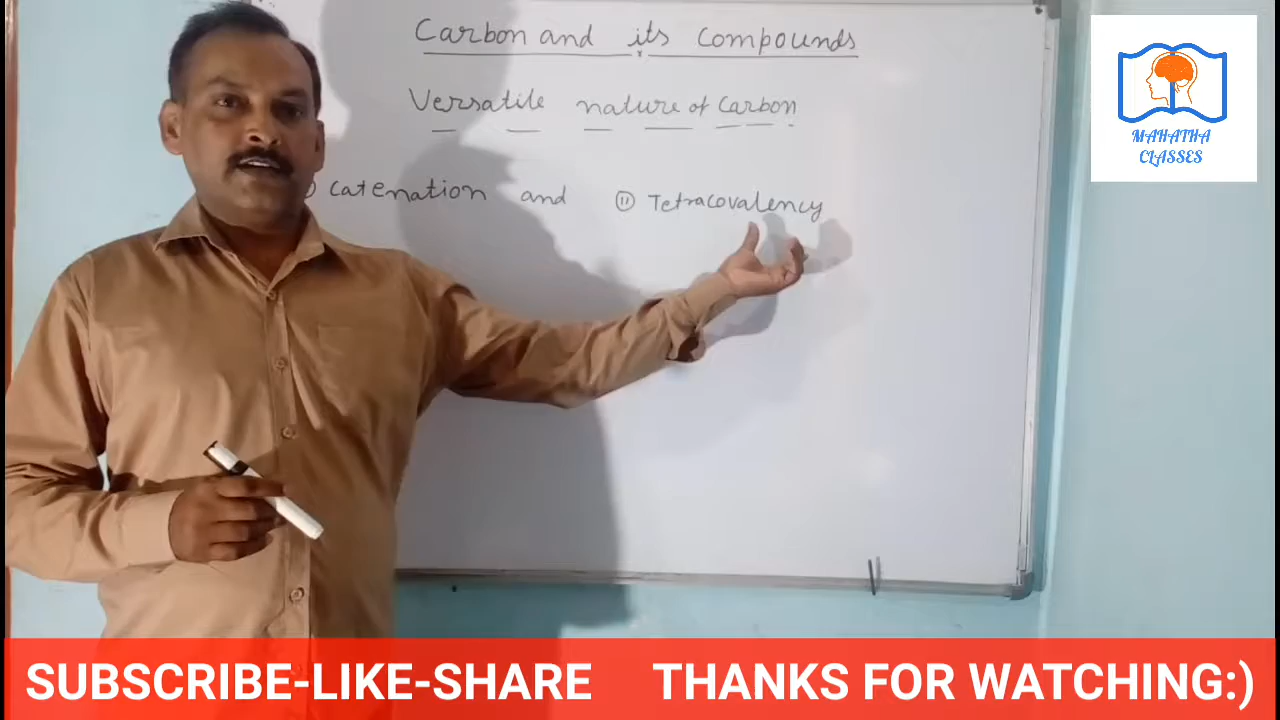 Carbon and its compounds
Versatile nature of Carbon
Catenation and (ii) Tetracovalency
MAHATHA
CLASSES
SUBSCRIBE-LIKE-SHARE THANKS FOR WATCHING:)